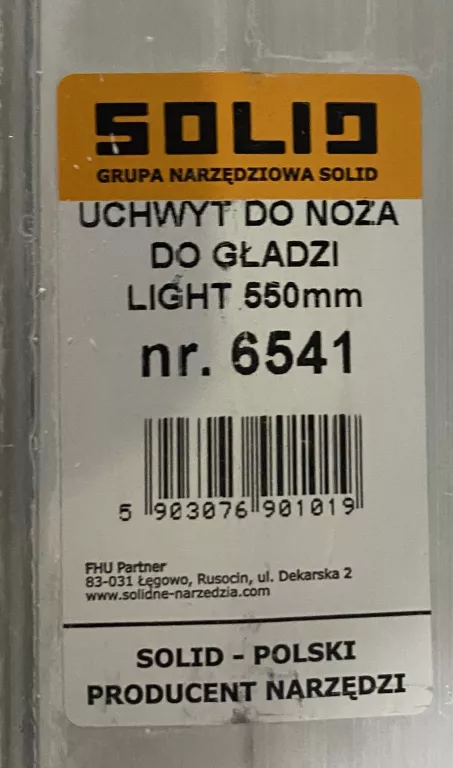 SOLID
GRUPA NARZĘDZIOWA SOLID
UCHWYT DO NOŻA
DO GŁADZI
LIGHT 550mm
nr. 6541
5 903076 901019
FHU Partner
83-031 Łęgowo, Rusocin, ul. Dekarska 2
www.solidne-narzedzia.com
SOLID - POLSKI
PRODUCENT NARZĘDZI